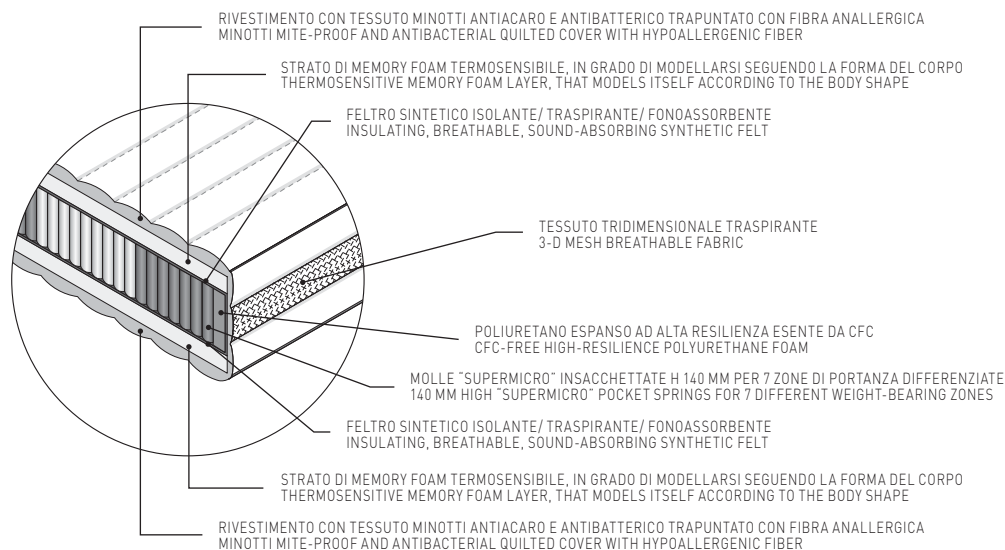 RIVESTIMENTO CON TESSUTO MINOTTI ANTIACARO E ANTIBATTERICO TRAPUNTATO CON FIBRA ANALLERGICA
MINOTTI MITE-PROOF AND ANTIBACTERIAL QUILTED COVER WITH HYPOALLERGENIC FIBER
STRATO DI MEMORY FOAM TERMOSENSIBILE, IN GRADO DI MODELLARSI SEGUENDO LA FORMA DEL CORPO
THERMOSENSITIVE MEMORY FOAM LAYER, THAT MODELS ITSELF ACCORDING TO THE BODY SHAPE
FELTRO SINTETICO ISOLANTE/ TRASPIRANTE/ FONOASSORBENTE
INSULATING, BREATHABLE, SOUND-ABSORBING SYNTHETIC FELT
TESSUTO TRIDIMENSIONALE TRASPIRANTE
3-D MESH BREATHABLE FABRIC
POLIURETANO ESPANSO AD ALTA RESILIENZA ESENTE DA CFC
CFC-FREE HIGH-RESILIENCE POLYURETHANE FOAM
MOLLE "SUPERMICRO" INSACCHETTATE H 140 MM PER 7 ZONE DI PORTANZA DIFFERENZIATE
140 MM HIGH "SUPERMICRO" POCKET SPRINGS FOR 7 DIFFERENT WEIGHT-BEARING ZONES
FELTRO SINTETICO ISOLANTE/ TRASPIRANTE/ FONOASSORBENTE
INSULATING, BREATHABLE, SOUND-ABSORBING SYNTHETIC FELT
STRATO DI MEMORY FOAM TERMOSENSIBILE, IN GRADO DI MODELLARSI SEGUENDO LA FORMA DEL CORPO
THERMOSENSITIVE MEMORY FOAM LAYER, THAT MODELS ITSELF ACCORDING TO THE BODY SHAPE
RIVESTIMENTO CON TESSUTO MINOTTI ANTIACARO E ANTIBATTERICO TRAPUNTATO CON FIBRA ANALLERGICA
MINOTTI MITE-PROOF AND ANTIBACTERIAL QUILTED COVER WITH HYPOALLERGENIC FIBER